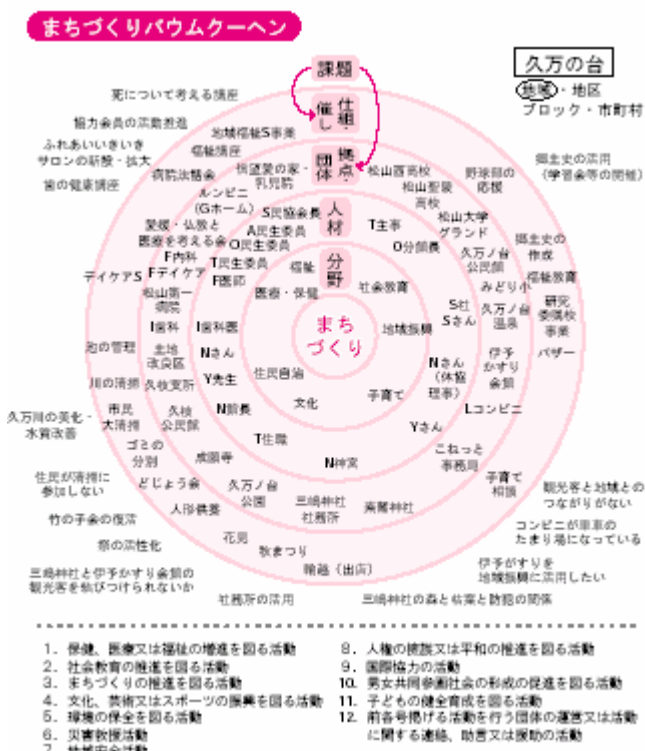 まちづくりバウムクーヘン
久万の台
地域・地区
ブロック・市町村
課題
仕組・
催し
拠点・
団体
人材
分野
まち
づくり
死について考える講座
協力会員の活動推進
ふれあいいきいき
サロンの新設・拡大
歯の健康講座
地域福祉S事業
福祉講座
病院法話会
乳児院
ルンビニ
(Gホーム)
愛媛・仏教と
医療を考える会
F内科
Fデイケア
デイケアS
松山第一
病院
I歯科
土地
改良区
久枝支所
久枝
公民館
池の管理
川の清掃
市民
大清掃
久万川の美化・
水質改善
ゴミの
分別
どじょう会
成願寺
人形供養
久万ノ台
公園
三嶋神社
社務所
素鵞神社
花見
秋まつり
輪越(出店)
住民が清掃に
参加しない
竹の子会の復活
祭の活性化
三嶋神社と伊予かすり会館の
観光客を結びつけられないか
社務所の活用
三嶋神社の森と枯葉と防犯の関係
S民協会長
A民生委員
O民生委員
T民生委員
F医師
I歯科医
Nさん
Y先生
N館長
T住職
N神宮
Yさん
Nさん
(体協
理事)
S社
Sさん
O分館長
T主事
福祉
医療・保健
社会教育
地域振興
子育て
文化
住民自治
松山西高校
松山聖陵
高校
松山大学
グランド
久万ノ台
公民館
みどり小
久万ノ台
温泉
伊予
かすり
会館
Lコンビニ
こねっと
事務局
子育て
相談
野球部の
応援
郷土史の活用
(学習会等の開催)
郷土史の
作成
福祉教育
研究
委嘱校
事業
バザー
観光客と地域との
つながりがない
コンビニが単車の
たまり場になっている
伊予がすりを
地域振興に活用したい
1. 保健、医療又は福祉の増進を図る活動
2. 社会教育の推進を図る活動
3. まちづくりの推進を図る活動
4. 文化、芸術又はスポーツの振興を図る活動
5. 環境の保全を図る活動
6. 災害救援活動
7. 地域安全活動
8. 人権の擁護又は平和の推進を図る活動
9. 国際協力の活動
10. 男女共同参画社会の形成の促進を図る活動
11. 子どもの健全育成を図る活動
12. 前各号掲げる活動を行う団体の運営又は活動
に関する連絡、助言又は援助の活動